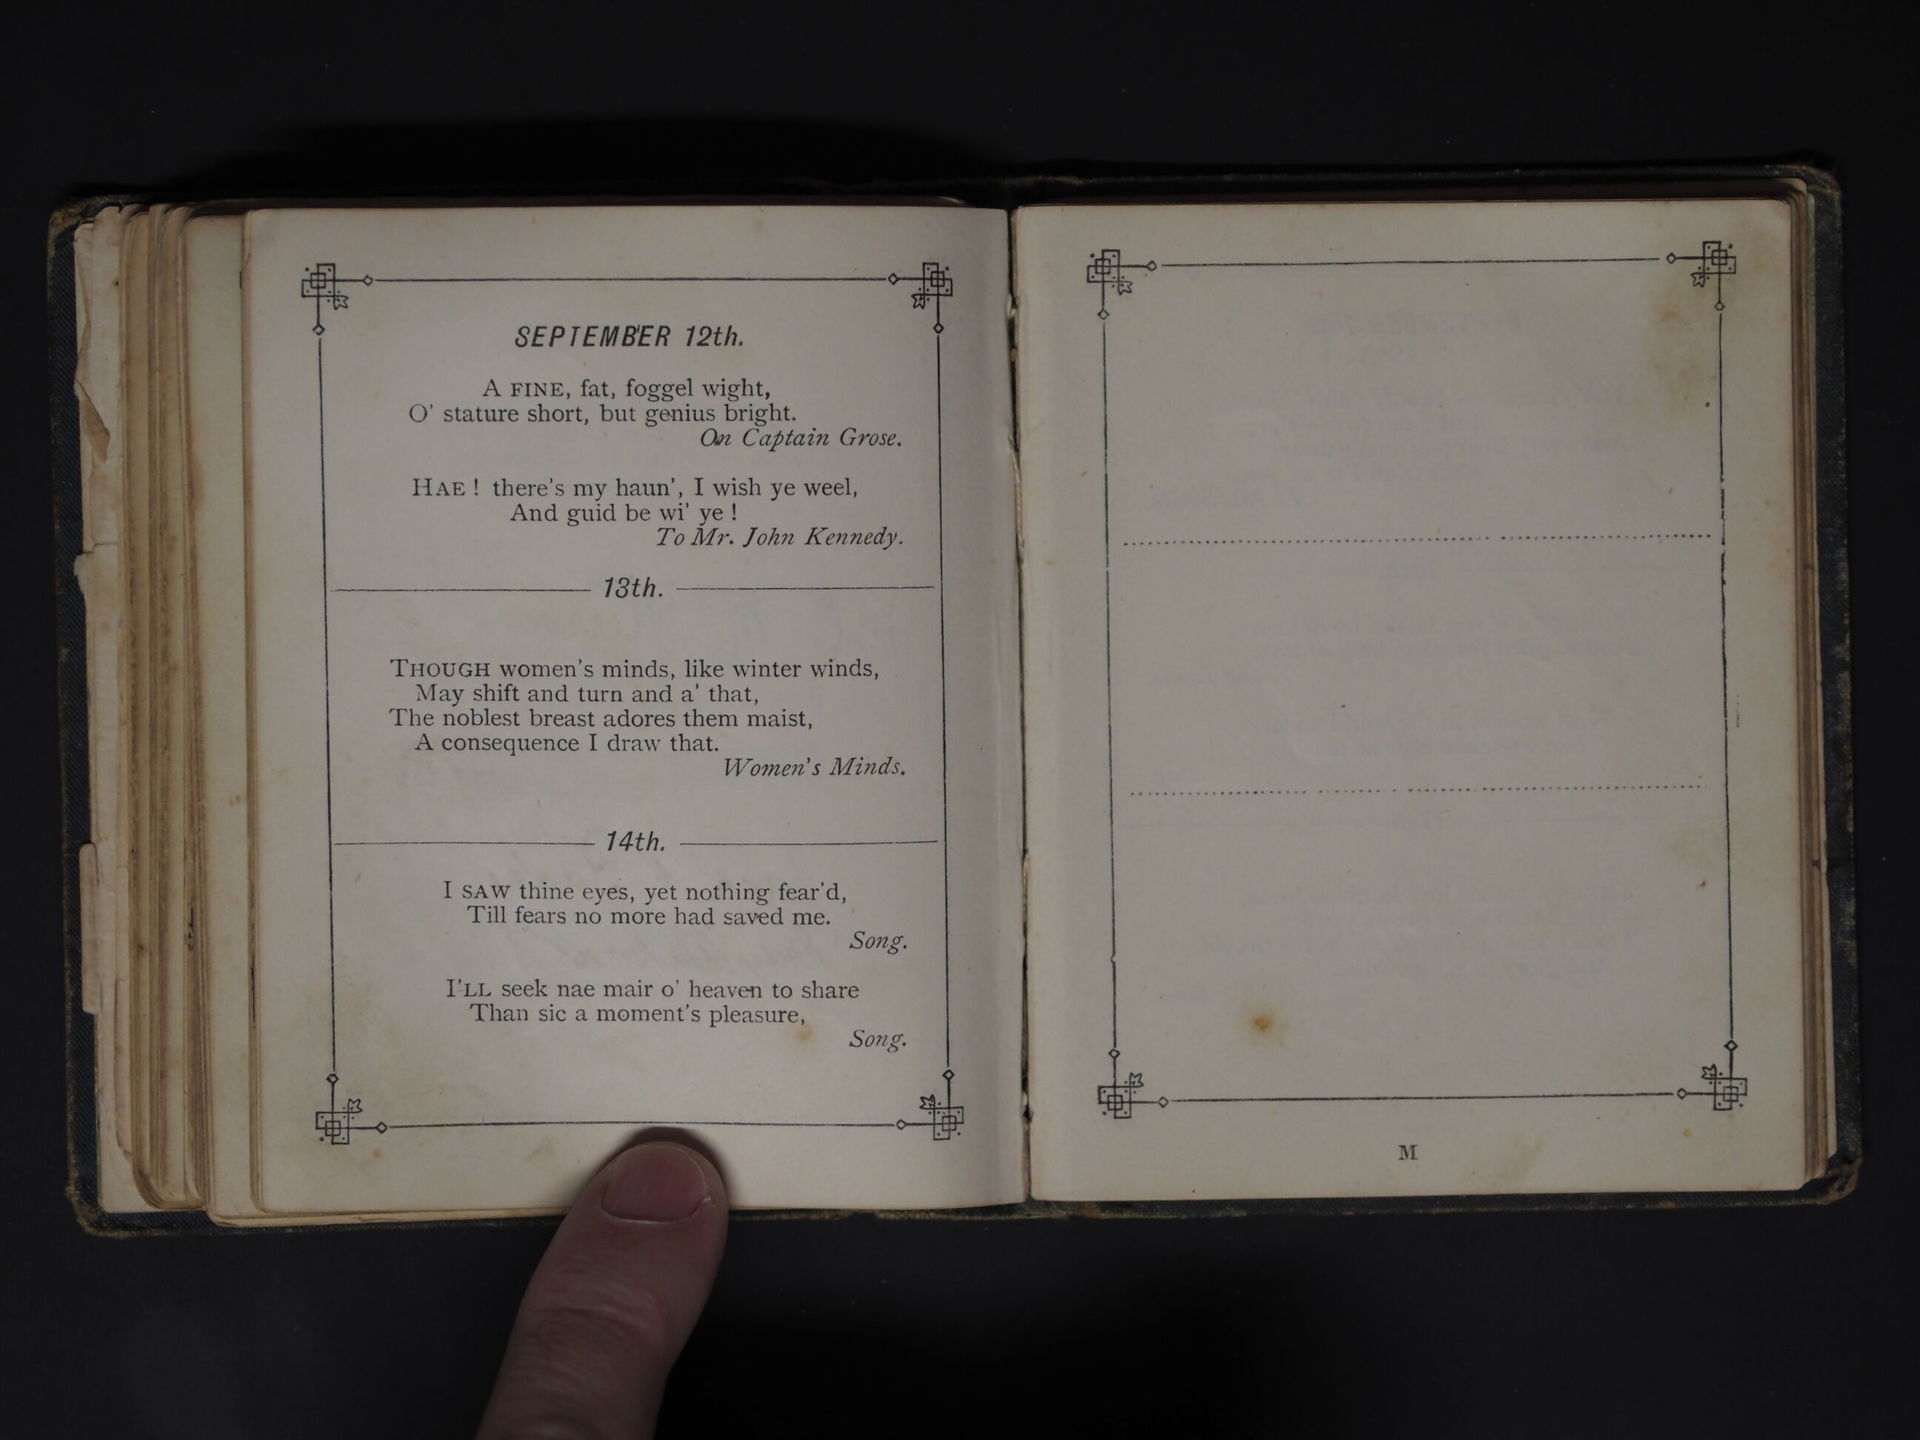 SEPTEMBER 12th.
A FINE, fat, foggel wight,
O' stature short, but genius bright.
On Captain Grose.
HAE! there's my haun', I wish ye weel,
And guid be wi' ye!
To Mr. John Kennedy.
13th.
THOUGH women's minds, like winter winds,
May shift and turn and a' that,
The noblest breast adores them maist,
A consequence I draw that.
Women's Minds.
14th.
I SAW thine eyes, yet nothing fear'd,
Till fears no more had saved me.
Song.
I'LL seek nae mair o' heaven to share
Than sic a moment's pleasure,
Song.
M